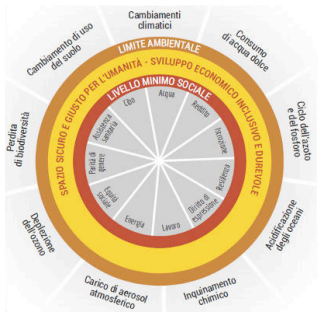 Cambiamenti
climatici
Consumo
di acqua dolce
Ciclo dell'azoto
e del fosforo
Acidificazione
degli oceani
Inquinamento
chimico
Carico di aerosol
atmosferico
Deplezione
dell'ozono
Perdita
di biodiversità
Cambiamento di uso
del suolo
LIMITE AMBIENTALE
SPAZIO SICURO E GIUSTO PER L'UMANITÀ - SVILUPPO ECONOMICO INCLUSIVO E DUREVOLE
LIVELLO MINIMO SOCIALE
Acqua
Reddito
Istruzione
Resilienza
Diritto di
espressione
Lavoro
Energia
Equità
sociale
Parità di
genere
Assistenza
sanitaria
Cibo